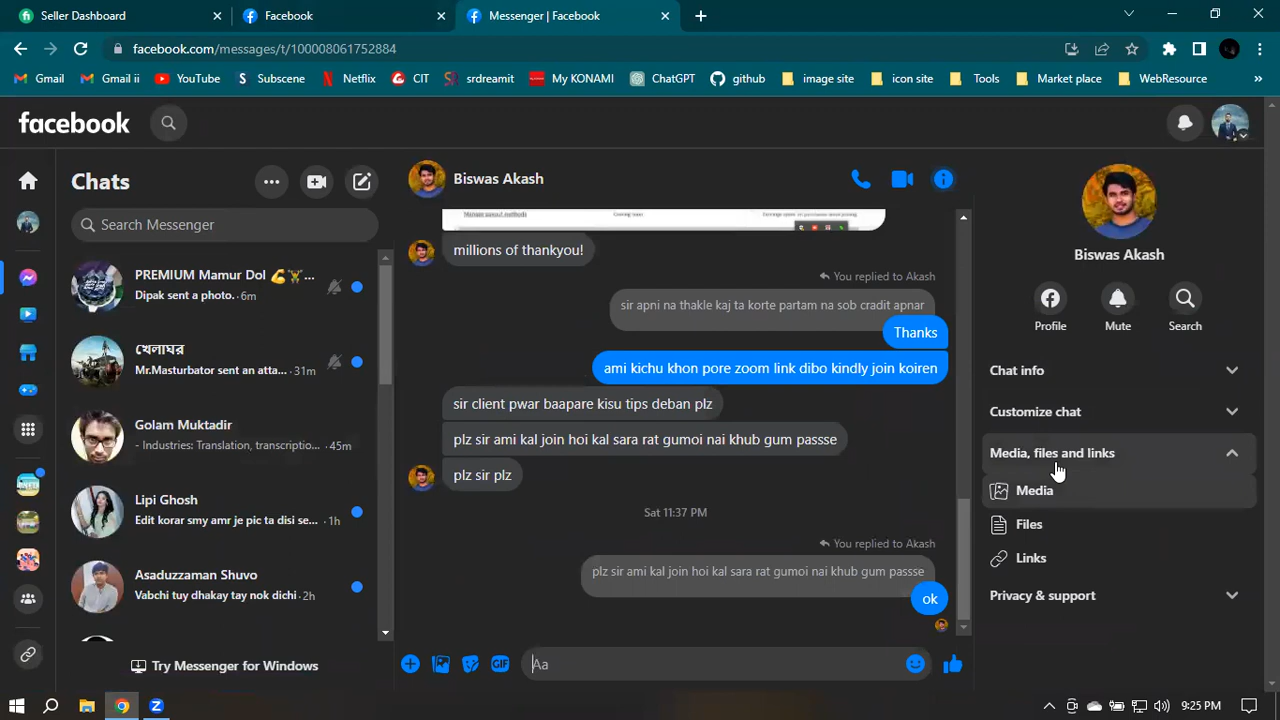 Seller Dashboard
Facebook
Messenger | Facebook
facebook.com/messages/t/100008061752884
Gmail
Gmail ii
YouTube
Subscene
Netflix
CIT
srdreamit
My KONAMI
ChatGPT
github
image site
icon site
Tools
Market place
WebResource
facebook
Chats
Search Messenger
PREMIUM Mamur Dol 💪🏋...
Dipak sent a photo. · 6m
খেলাঘর
Mr.Masturbator sent an atta... · 31m
Golam Muktadir
- Industries: Translation, transcriptio... · 45m
Lipi Ghosh
Edit korar smy amr je pic ta disi se... · 1h
Asaduzzaman Shuvo
Vabchi tuy dhakay tay nok dichi · 2h
Try Messenger for Windows
Biswas Akash
Manage payout methods
millions of thankyou!
You replied to Akash
sir apni na thakle kaj ta korte partam na sob cradit apnar
Thanks
ami kichu khon pore zoom link dibo kindly join koiren
sir client pwar baapare kisu tips deban plz
plz sir ami kal join hoi kal sara rat gumoi nai khub gum passse
plz sir plz
Sat 11:37 PM
You replied to Akash
plz sir ami kal join hoi kal sara rat gumoi nai khub gum passse
ok
GIF
Aa
Biswas Akash
Profile
Mute
Search
Chat info
Customize chat
Media, files and links
Media
Files
Links
Privacy & support
9:25 PM